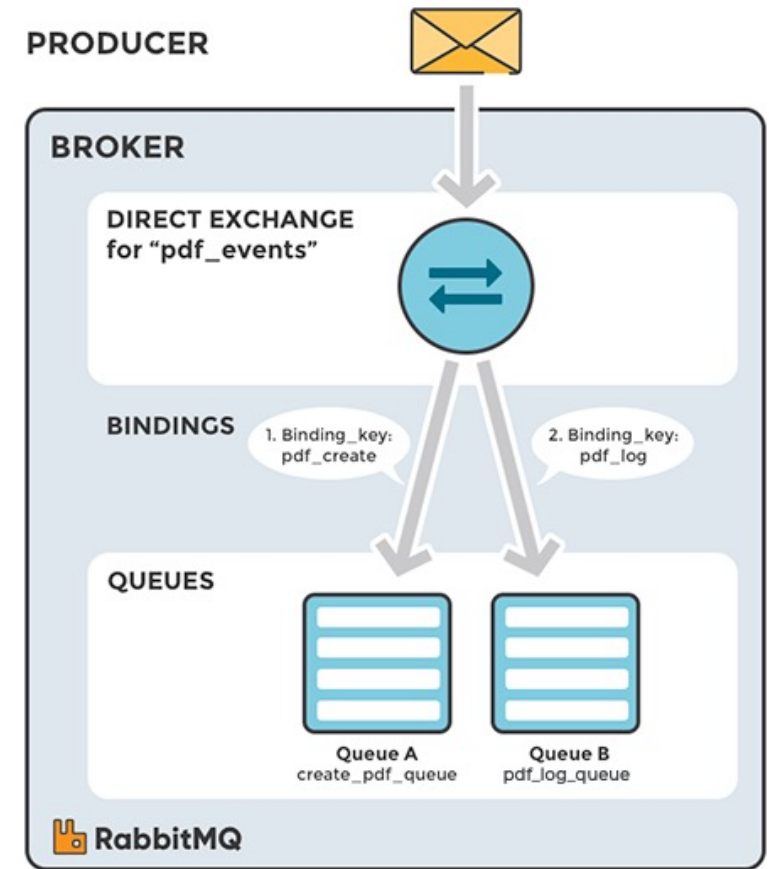 PRODUCER
BROKER
DIRECT EXCHANGE
for “pdf_events”
BINDINGS
1. Binding_key:
pdf_create
2. Binding_key:
pdf_log
QUEUES
Queue A
create_pdf_queue
Queue B
pdf_log_queue
RabbitMQ